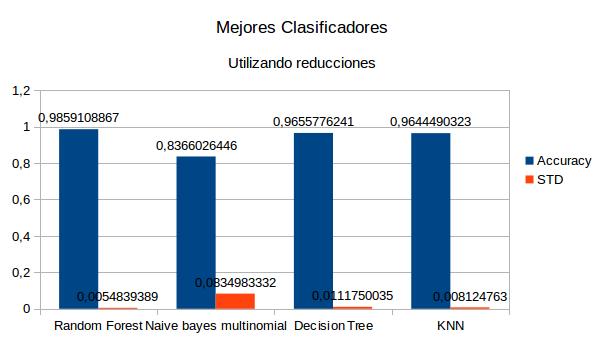 Mejores Clasificadores
Utilizando reducciones
1,2
1
0,8
0,6
0,4
0,2
0
0,9859108867
0,8366026446
0,9655776241
0,9644490323
0,0054839389
0,0834983332
0,0111750035
0,008124763
Random Forest
Naive bayes multinomial
Decision Tree
KNN
Accuracy
STD